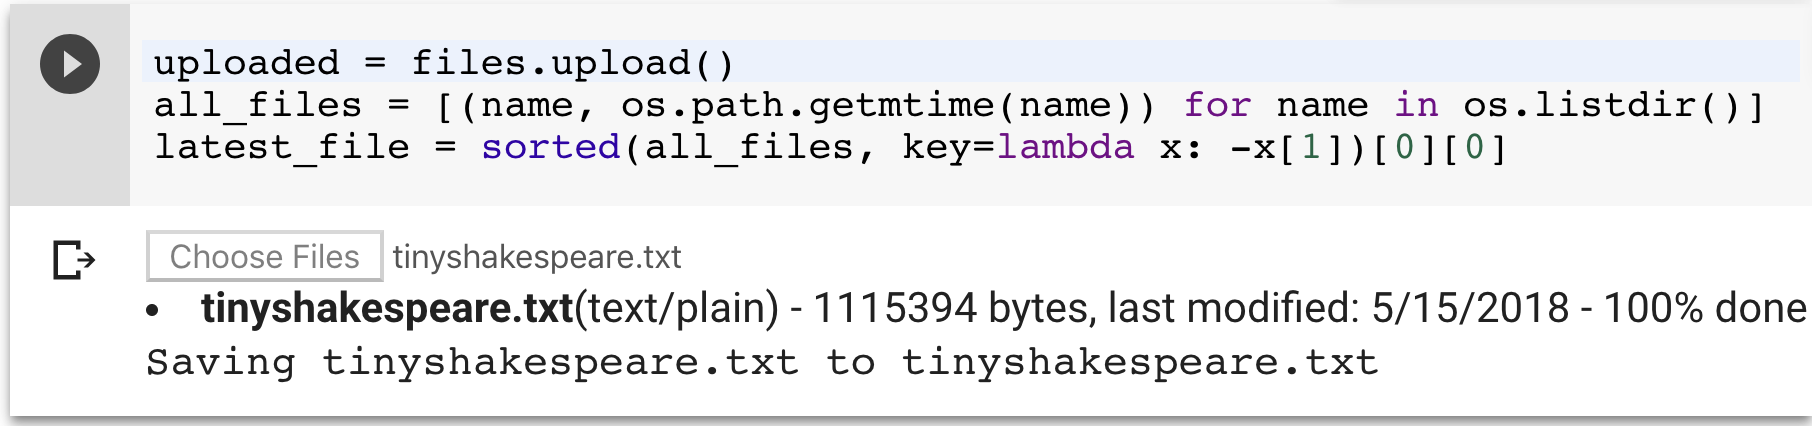 uploaded = files.upload()
all_files = [(name, os.path.getmtime(name)) for name in os.listdir()]
latest_file = sorted(all_files, key=lambda x: -x[1])[0][0]
Choose Files tinyshakespeare.txt
• tinyshakespeare.txt(text/plain) - 1115394 bytes, last modified: 5/15/2018 - 100% done
Saving tinyshakespeare.txt to tinyshakespeare.txt